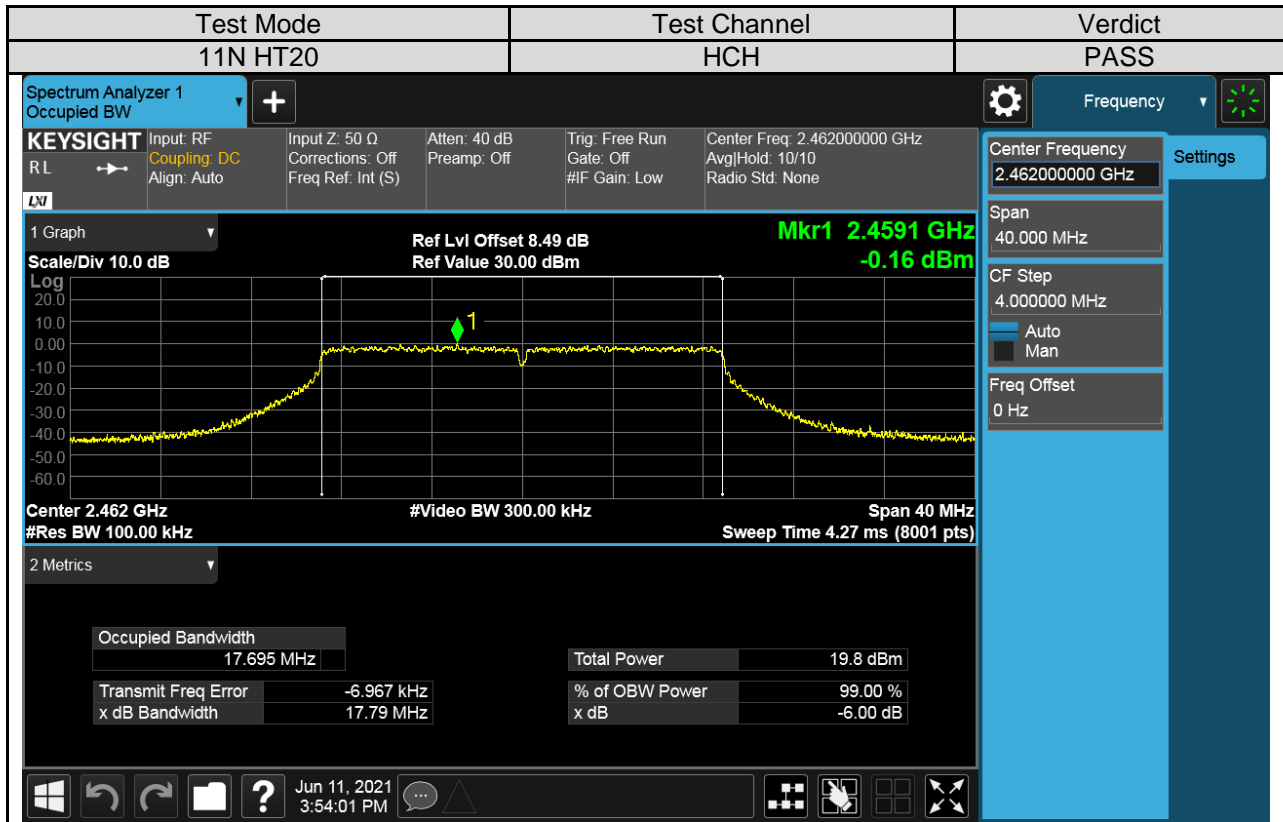 Test Mode Test Channel Verdict
11N HT20 HCH PASS
Spectrum Analyzer 1
Occupied BW
+
Frequency
KEYSIGHT
RL
LXI
Input: RF
Coupling: DC
Align: Auto
Input Z: 50 Ω
Corrections: Off
Freq Ref: Int (S)
Atten: 40 dB
Preamp: Off
Trig: Free Run
Gate: Off
#IF Gain: Low
Center Freq: 2.462000000 GHz
Avg|Hold: 10/10
Radio Std: None
Center Frequency
2.462000000 GHz
Settings
Span
40.000 MHz
CF Step
4.000000 MHz
Auto
Man
Freq Offset
0 Hz
1 Graph
Scale/Div 10.0 dB
Ref Lvl Offset 8.49 dB
Ref Value 30.00 dBm
Mkr1 2.4591 GHz
-0.16 dBm
Log
20.0
10.0
0.00
-10.0
-20.0
-30.0
-40.0
-50.0
-60.0
1
Center 2.462 GHz
#Res BW 100.00 kHz
#Video BW 300.00 kHz
Span 40 MHz
Sweep Time 4.27 ms (8001 pts)
2 Metrics
Occupied Bandwidth
17.695 MHz
Total Power 19.8 dBm
Transmit Freq Error -6.967 kHz
% of OBW Power 99.00 %
x dB Bandwidth 17.79 MHz
x dB -6.00 dB
?
Jun 11, 2021
3:54:01 PM